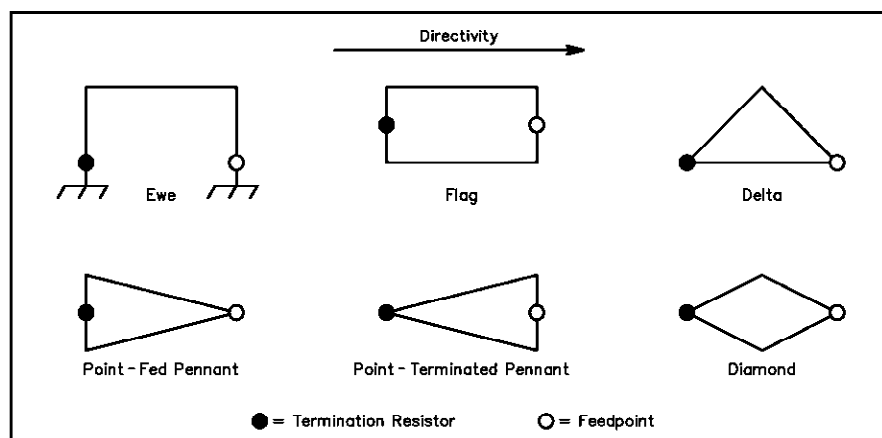 Directivity
Ewe
Flag
Delta
Point-Fed Pennant
Point-Terminated Pennant
Diamond
= Termination Resistor
= Feedpoint